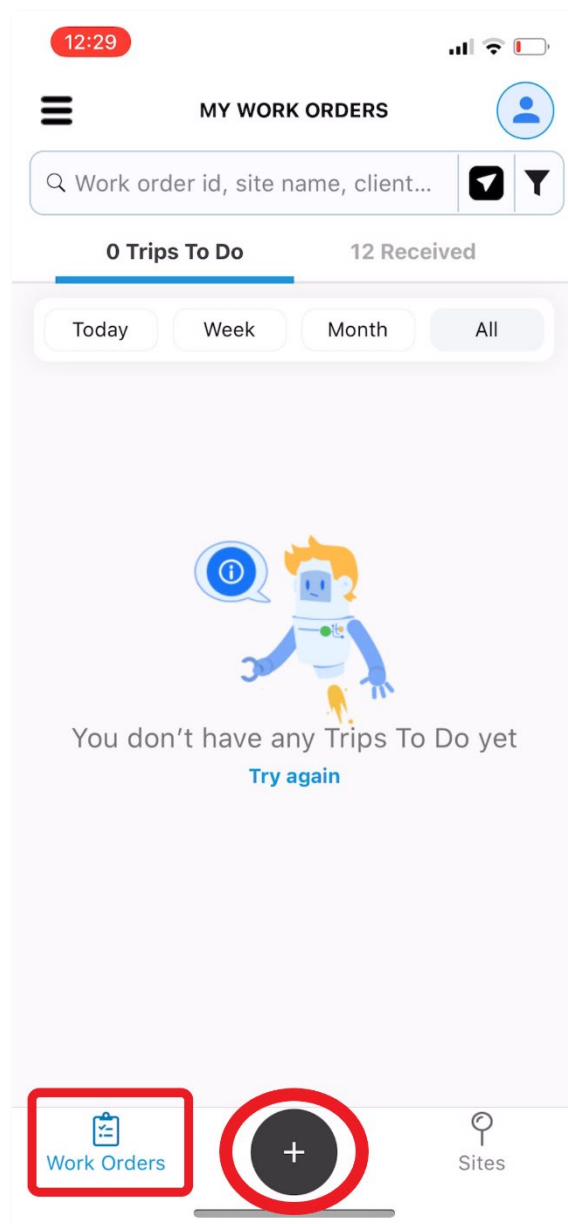 12:29
MY WORK ORDERS
Work order id, site name, client...
0 Trips To Do
12 Received
Today
Week
Month
All
You don't have any Trips To Do yet
Try again
+
Work Orders
Sites